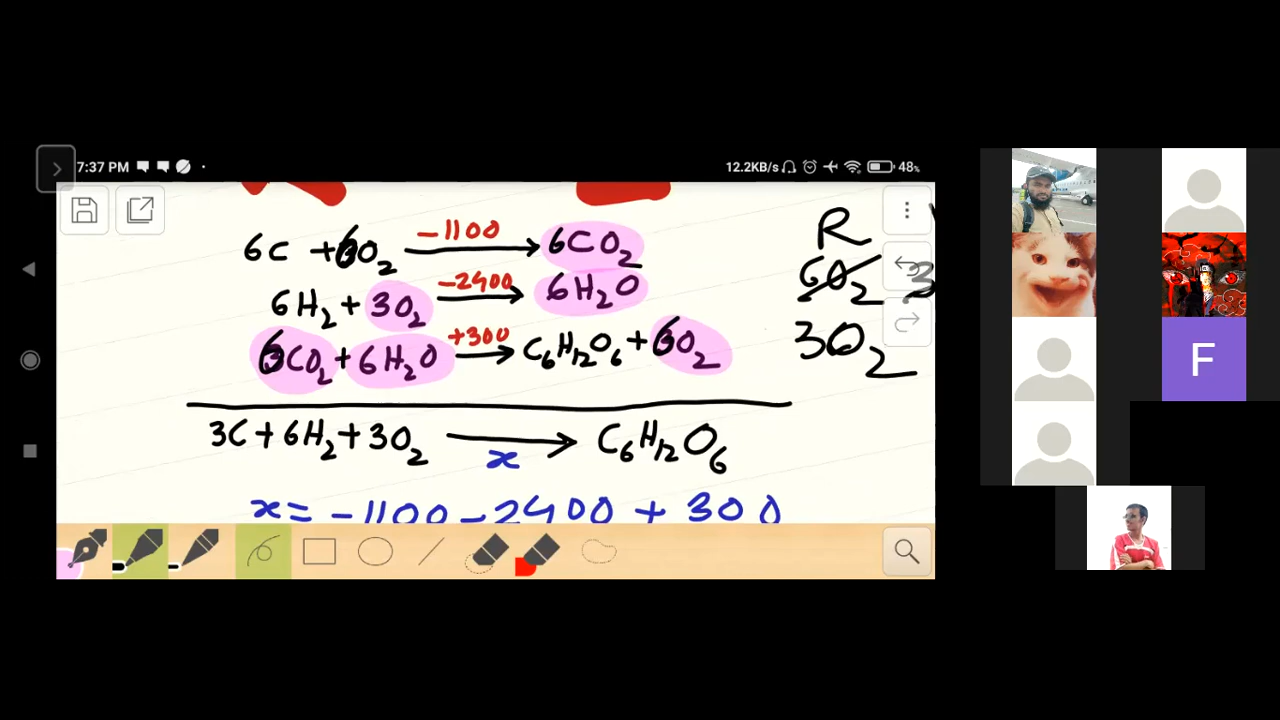 7:37 PM
12.2KB/s 48%
6C + 6O₂ —−1100→ 6CO₂
6H₂ + 3O₂ —−2400→ 6H₂O
6CO₂ + 6H₂O —+300→ C₆H₁₂O₆ + 6O₂
3C + 6H₂ + 3O₂ —x→ C₆H₁₂O₆
x = −1100 − 2400 + 300
R
6O₂ 3
3O₂
F